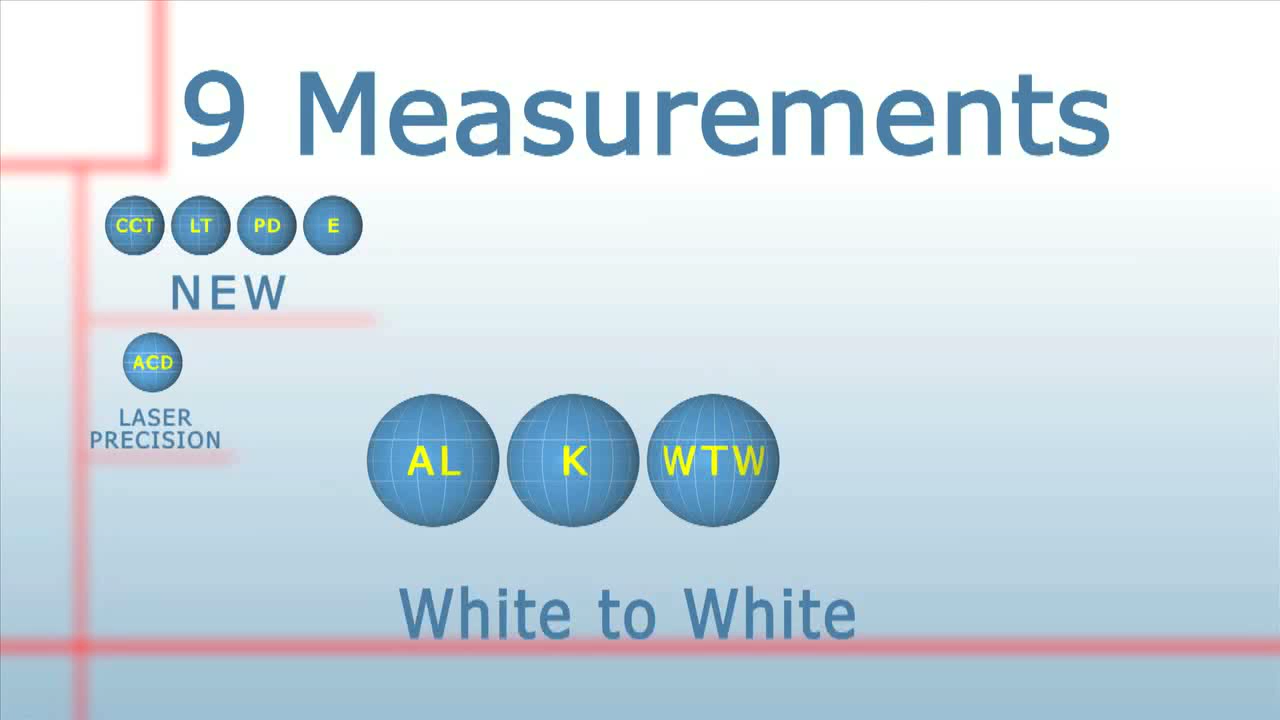 9 Measurements
CCT LT PD E
NEW
ACD
LASER
PRECISION
AL K WTW
White to White